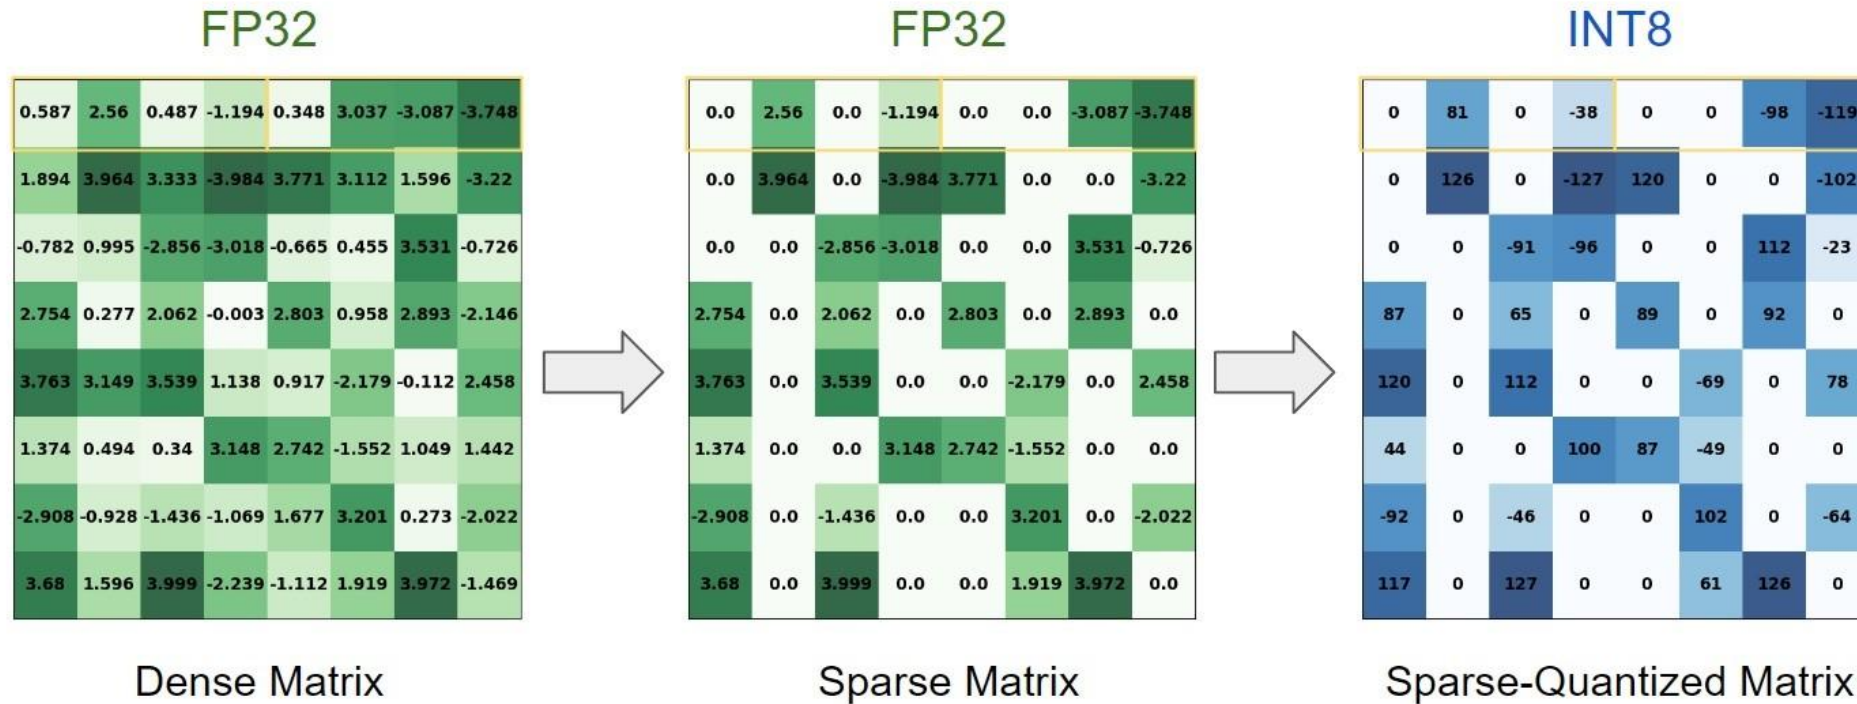 FP32 FP32 INT8
0.587 2.56 0.487 -1.194 0.348 3.037 -3.087 -3.748 0.0 2.56 0.0 -1.194 0.0 0.0 -3.087 -3.748 0 81 0 -38 0 0 -98 -119
1.894 3.964 3.333 -3.984 3.771 3.112 1.596 -3.22 0.0 3.964 0.0 -3.984 3.771 0.0 0.0 -3.22 0 126 0 -127 120 0 0 -102
-0.782 0.995 -2.856 -3.018 -0.665 0.455 3.531 -0.726 0.0 0.0 -2.856 -3.018 0.0 0.0 3.531 -0.726 0 0 -91 -96 0 0 112 -23
2.754 0.277 2.062 -0.003 2.803 0.958 2.893 -2.146 2.754 0.0 2.062 0.0 2.803 0.0 2.893 0.0 87 0 65 0 89 0 92 0
3.763 3.149 3.539 1.138 0.917 -2.179 -0.112 2.458 3.763 0.0 3.539 0.0 0.0 -2.179 0.0 2.458 120 0 112 0 0 -69 0 78
1.374 0.494 0.34 3.148 2.742 -1.552 1.049 1.442 1.374 0.0 0.0 3.148 2.742 -1.552 0.0 0.0 44 0 0 100 87 -49 0 0
-2.908 -0.928 -1.436 -1.069 1.677 3.201 0.273 -2.022 -2.908 0.0 -1.436 0.0 0.0 3.201 0.0 -2.022 -92 0 -46 0 0 102 0 -64
3.68 1.596 3.999 -2.239 -1.112 1.919 3.972 -1.469 3.68 0.0 3.999 0.0 0.0 1.919 3.972 0.0 117 0 127 0 0 61 126 0
Dense Matrix Sparse Matrix Sparse-Quantized Matrix